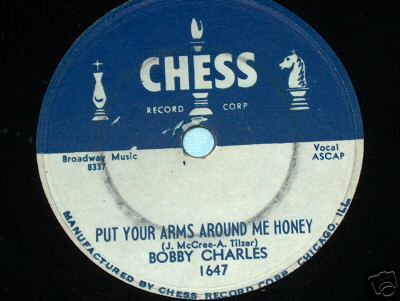 CHESS
RECORD CORP
Broadway Music
8337
Vocal
ASCAP
PUT YOUR ARMS AROUND ME HONEY
(J. McCree-A. Tilzer)
BOBBY CHARLES
1647
MANUFACTURED BY CHESS RECORD CORP. CHICAGO, ILL.